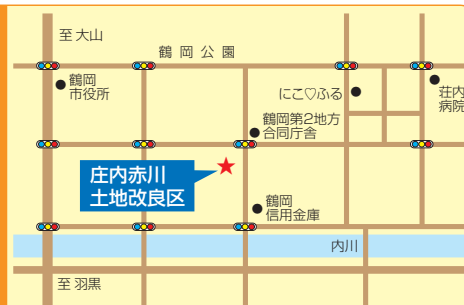 至 大山
鶴岡公園
鶴岡
市役所
にこ♡ふる
荘内
病院
鶴岡第2地方
合同庁舎
庄内赤川
土地改良区
鶴岡
信用金庫
内川
至 羽黒